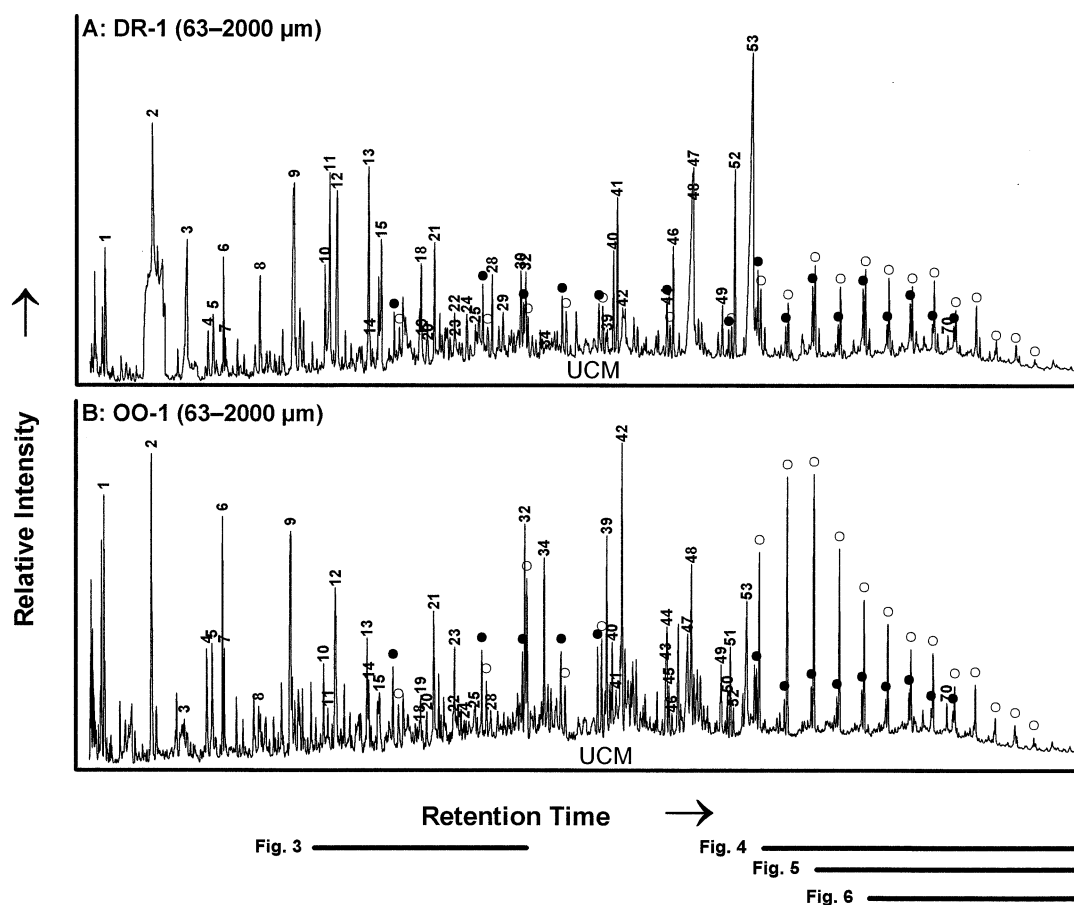 A: DR-1 (63–2000 µm)
1 2 3 4 5 6 7 8 9 10 11 12 13 14 15 18 19 20 21 22 23 24 25 28 29 30 32 34 39 40 41 42 46 47 48 49 52 53 70
UCM
B: OO-1 (63–2000 µm)
1 2 3 4 5 6 7 8 9 10 11 12 13 14 15 18 19 20 21 22 23 24 25 28 32 34 39 40 41 42 43 44 45 46 47 48 49 50 51 52 53 70
UCM
Relative Intensity
Retention Time
Fig. 3
Fig. 4
Fig. 5
Fig. 6